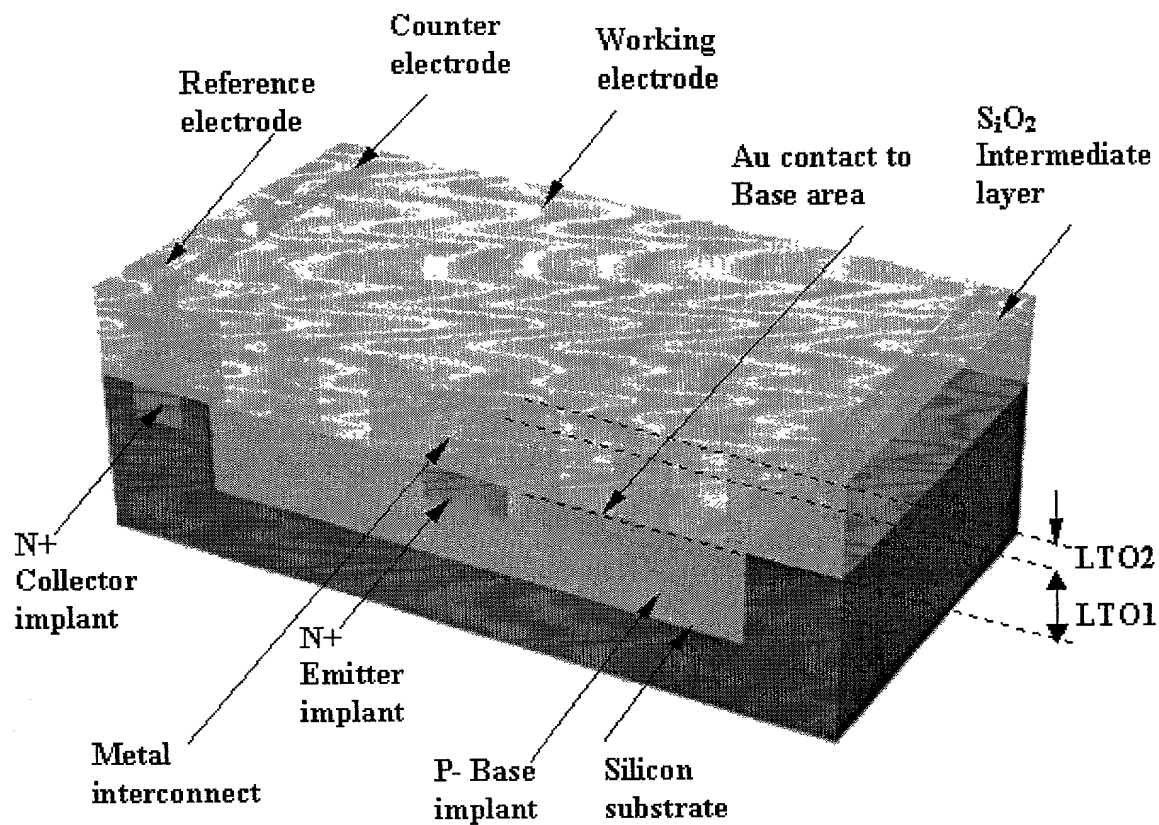 Counter
electrode
Working
electrode
Reference
electrode
SiO2
Intermediate
layer
Au contact to
Base area
N+
Collector
implant
N+
Emitter
implant
LTO2
LTO1
Metal
interconnect
P- Base
implant
Silicon
substrate